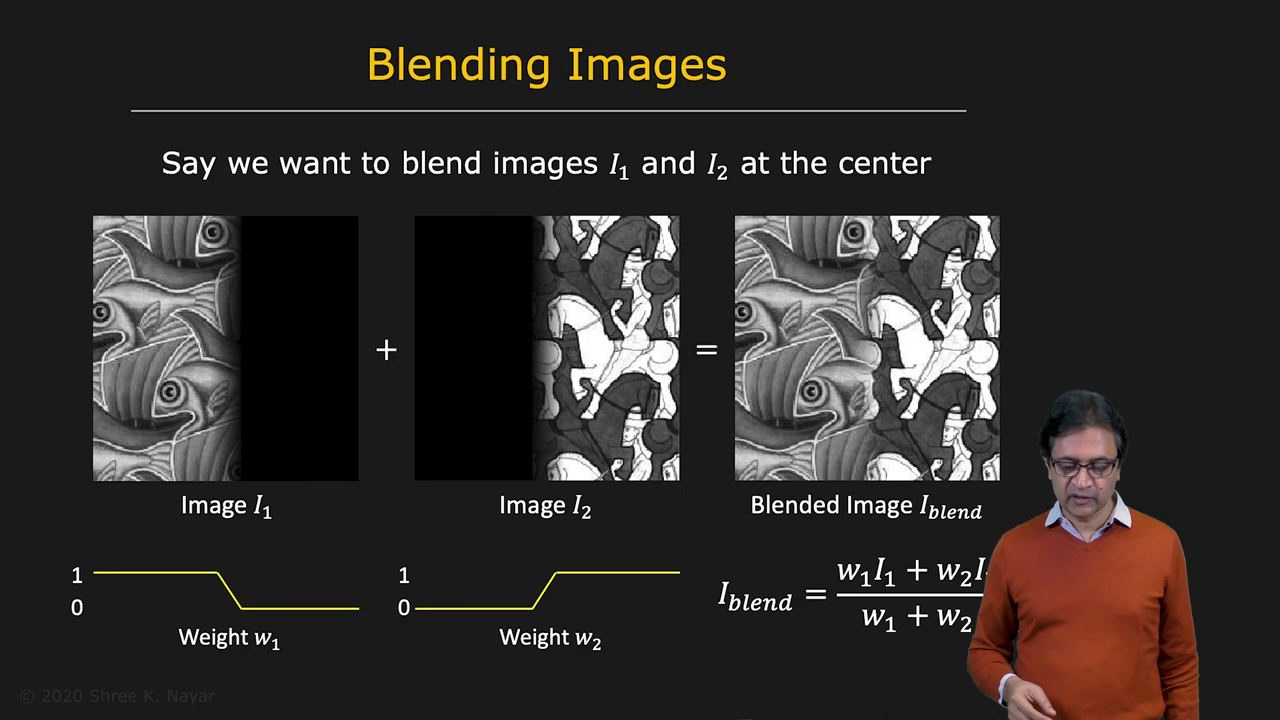 Blending Images
Say we want to blend images I₁ and I₂ at the center
+ =
Image I₁ Image I₂ Blended Image I_blend
1
0
Weight w₁
1
0
Weight w₂
I_blend = (w₁I₁ + w₂I) / (w₁ + w₂)
© 2020 Shree K. Nayar